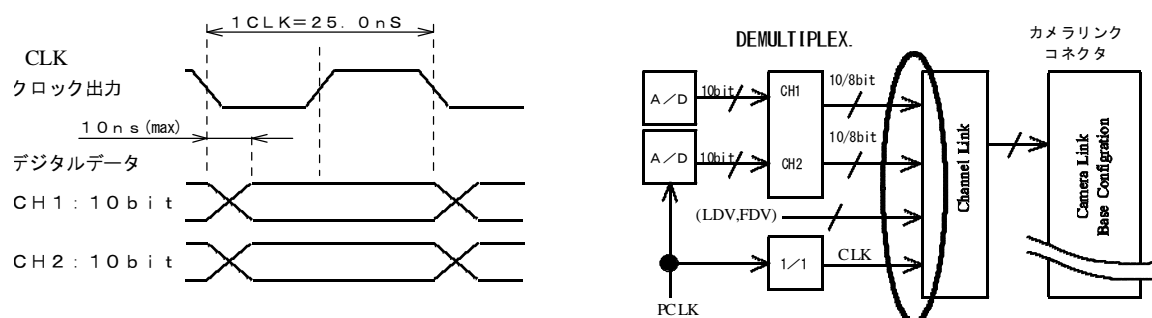 1CLK=25.0nS
CLK
クロック出力
10ns(max)
デジタルデータ
CH1:10bit
CH2:10bit
DEMULTIPLEX.
カメラリンク
コネクタ
A/D
10bit
CH1
10/8bit
A/D
10bit
CH2
10/8bit
(LDV,FDV)
1/1
CLK
PCLK
Channel Link
Camera Link
Base Configration